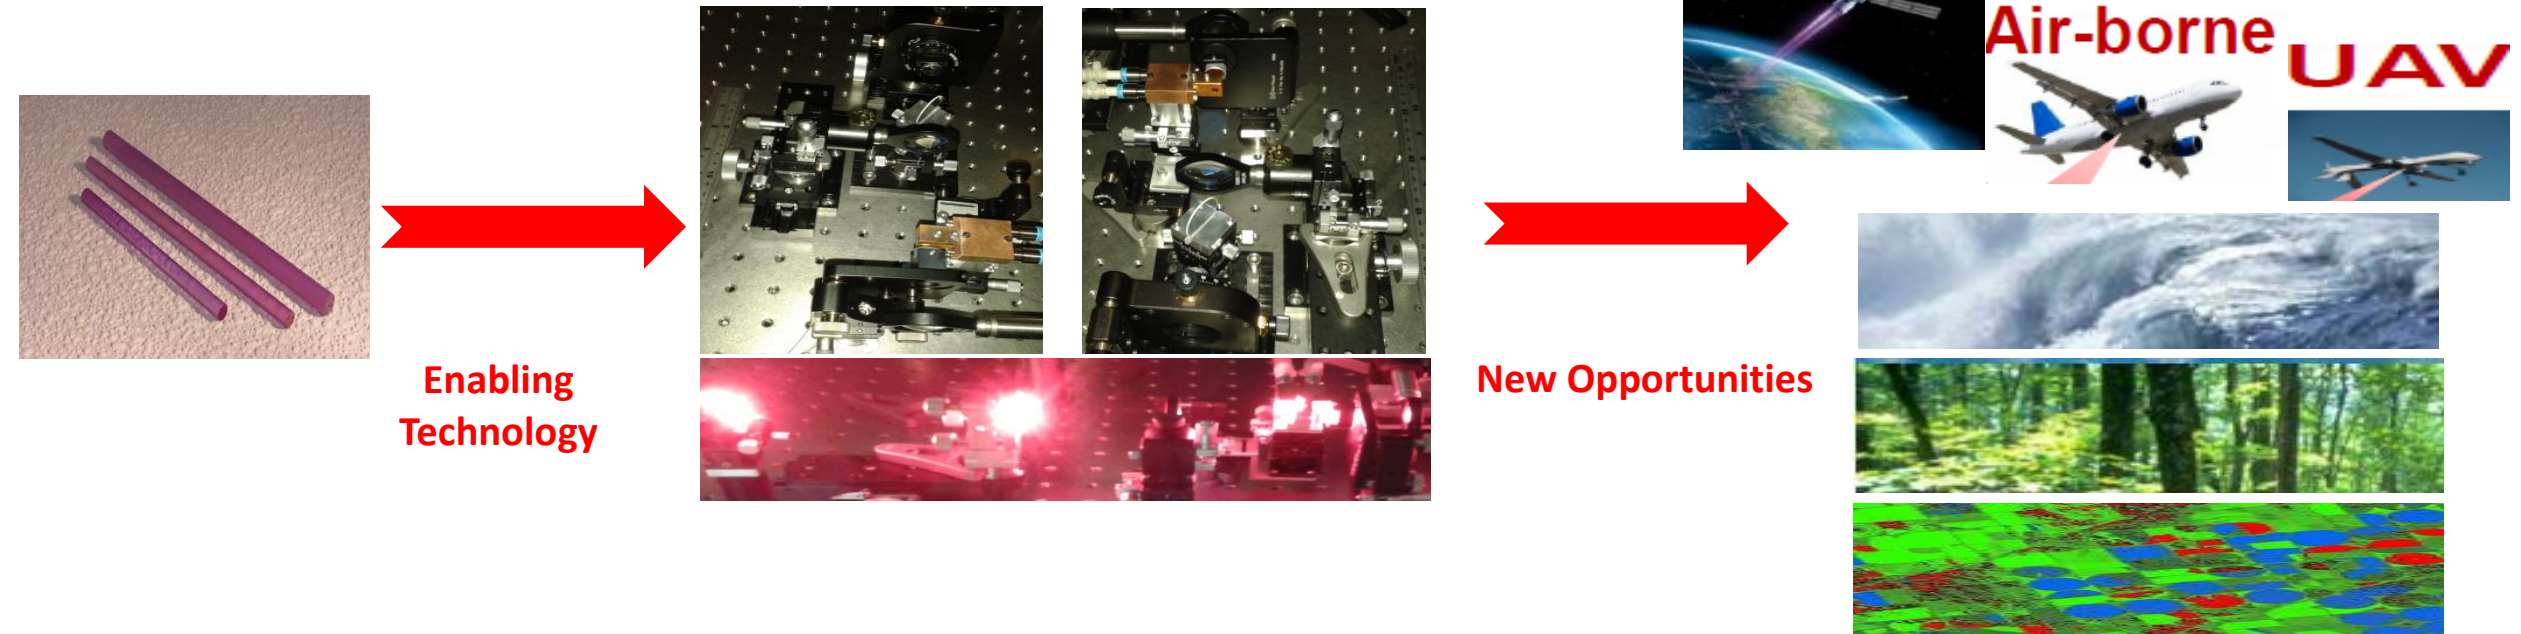 Air-borne
UAV
Enabling
Technology
New Opportunities